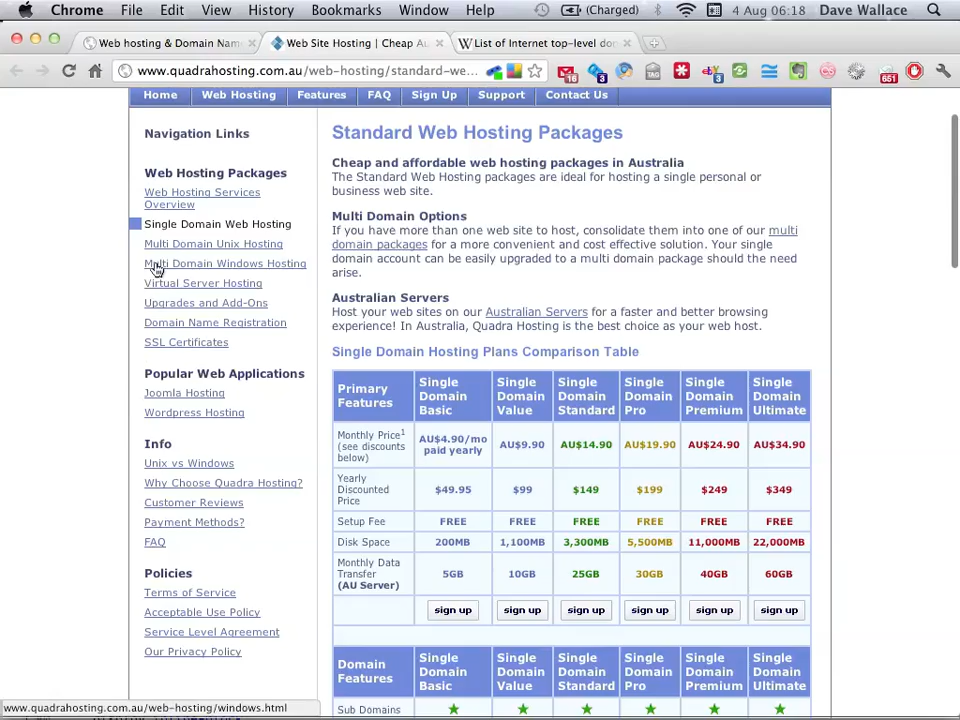 Chrome File Edit View History Bookmarks Window Help (Charged) 4 Aug 06:18 Dave Wallace
Web hosting & Domain Nam
Web Site Hosting | Cheap Au
List of Internet top-level dom
www.quadrahosting.com.au/web-hosting/standard-we...
16 3 TAG 3 651
Home Web Hosting Features FAQ Sign Up Support Contact Us
Navigation Links
Web Hosting Packages
Web Hosting Services
Overview
Single Domain Web Hosting
Multi Domain Unix Hosting
Multi Domain Windows Hosting
Virtual Server Hosting
Upgrades and Add-Ons
Domain Name Registration
SSL Certificates
Popular Web Applications
Joomla Hosting
Wordpress Hosting
Info
Unix vs Windows
Why Choose Quadra Hosting?
Customer Reviews
Payment Methods?
FAQ
Policies
Terms of Service
Acceptable Use Policy
Service Level Agreement
Our Privacy Policy
Standard Web Hosting Packages
Cheap and affordable web hosting packages in Australia
The Standard Web Hosting packages are ideal for hosting a single personal or
business web site.
Multi Domain Options
If you have more than one web site to host, consolidate them into one of our multi
domain packages for a more convenient and cost effective solution. Your single
domain account can be easily upgraded to a multi domain package should the need
arise.
Australian Servers
Host your web sites on our Australian Servers for a faster and better browsing
experience! In Australia, Quadra Hosting is the best choice as your web host.
Single Domain Hosting Plans Comparison Table
Primary Features Single Domain Basic Single Domain Value Single Domain Standard Single Domain Pro Single Domain Premium Single Domain Ultimate
Monthly Price1 (see discounts below) AU$4.90/mo paid yearly AU$9.90 AU$14.90 AU$19.90 AU$24.90 AU$34.90
Yearly Discounted Price $49.95 $99 $149 $199 $249 $349
Setup Fee FREE FREE FREE FREE FREE FREE
Disk Space 200MB 1,100MB 3,300MB 5,500MB 11,000MB 22,000MB
Monthly Data Transfer (AU Server) 5GB 10GB 25GB 30GB 40GB 60GB
sign up sign up sign up sign up sign up sign up
Domain Features Single Domain Basic Single Domain Value Single Domain Standard Single Domain Pro Single Domain Premium Single Domain Ultimate
Sub Domains
www.quadrahosting.com.au/web-hosting/windows.html